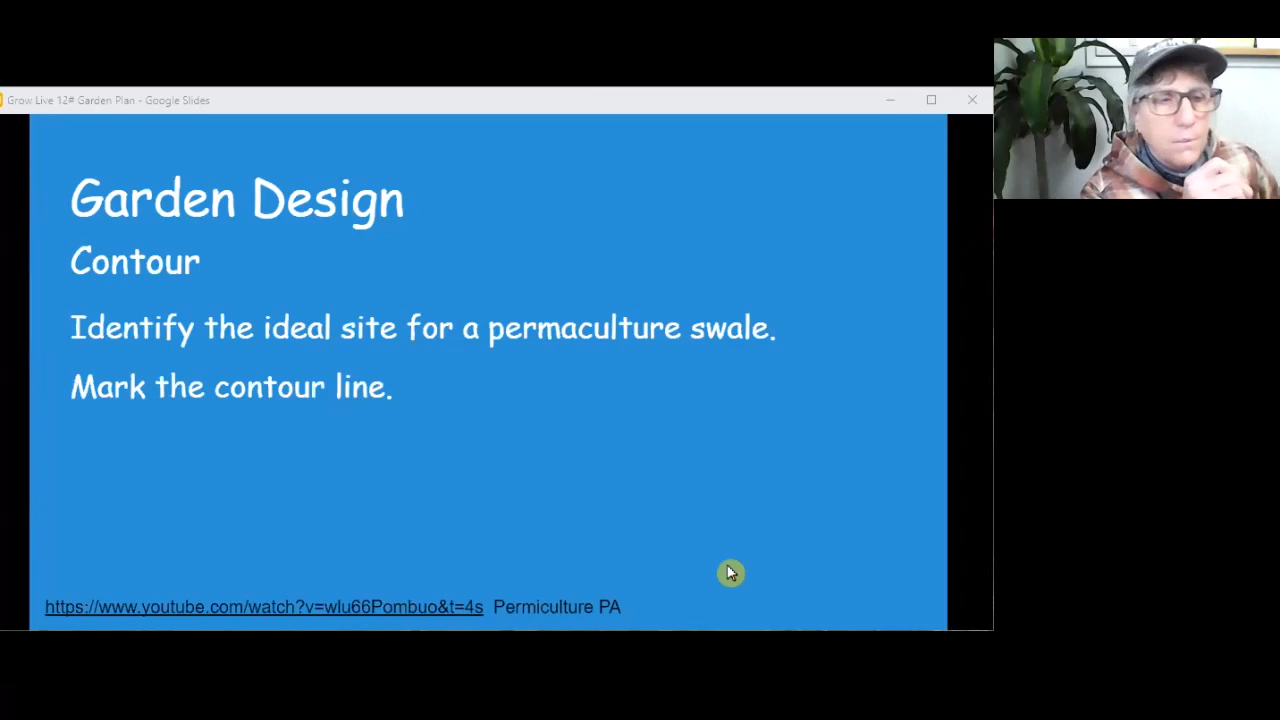 Grow Live 12# Garden Plan - Google Slides
Garden Design
Contour
Identify the ideal site for a permaculture swale.
Mark the contour line.
https://www.youtube.com/watch?v=wlu66Pombuo&t=4s Permiculture PA